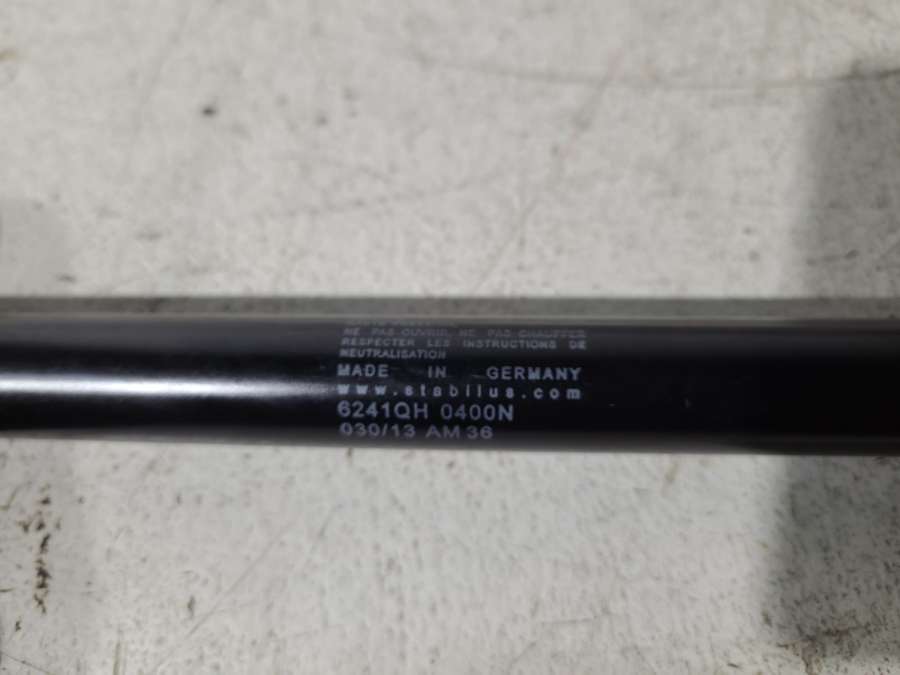 NE PAS OUVRIR, NE PAS CHAUFFER
RESPECTER LES INSTRUCTIONS DE
NEUTRALISATION
MADE IN GERMANY
www.stabilus.com
6241QH 0400N
030/13 AM 36